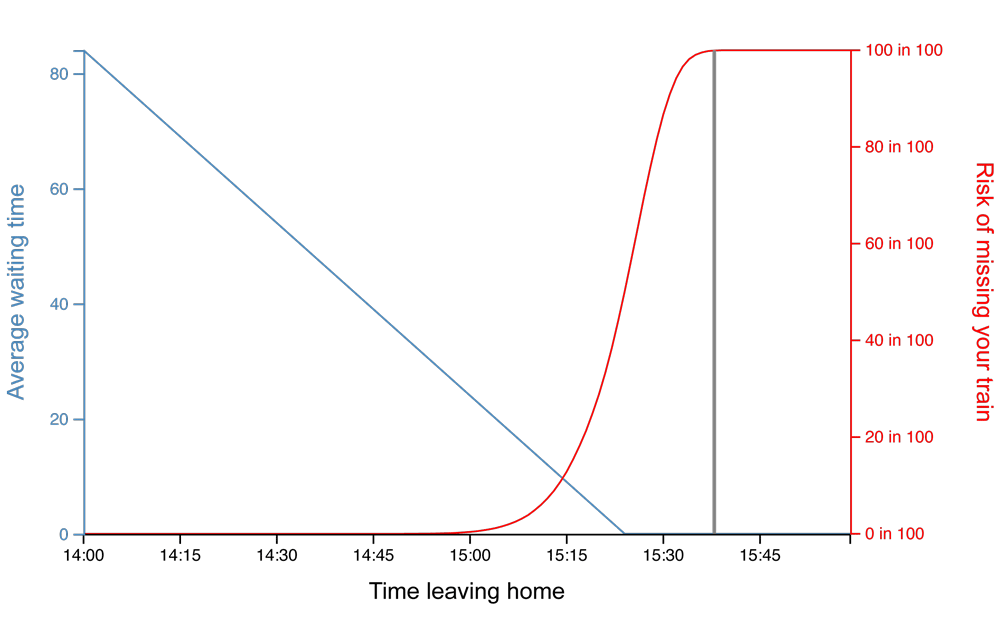 Average waiting time
80
60
40
20
0
100 in 100
80 in 100
60 in 100
40 in 100
20 in 100
0 in 100
Risk of missing your train
14:00 14:15 14:30 14:45 15:00 15:15 15:30 15:45
Time leaving home